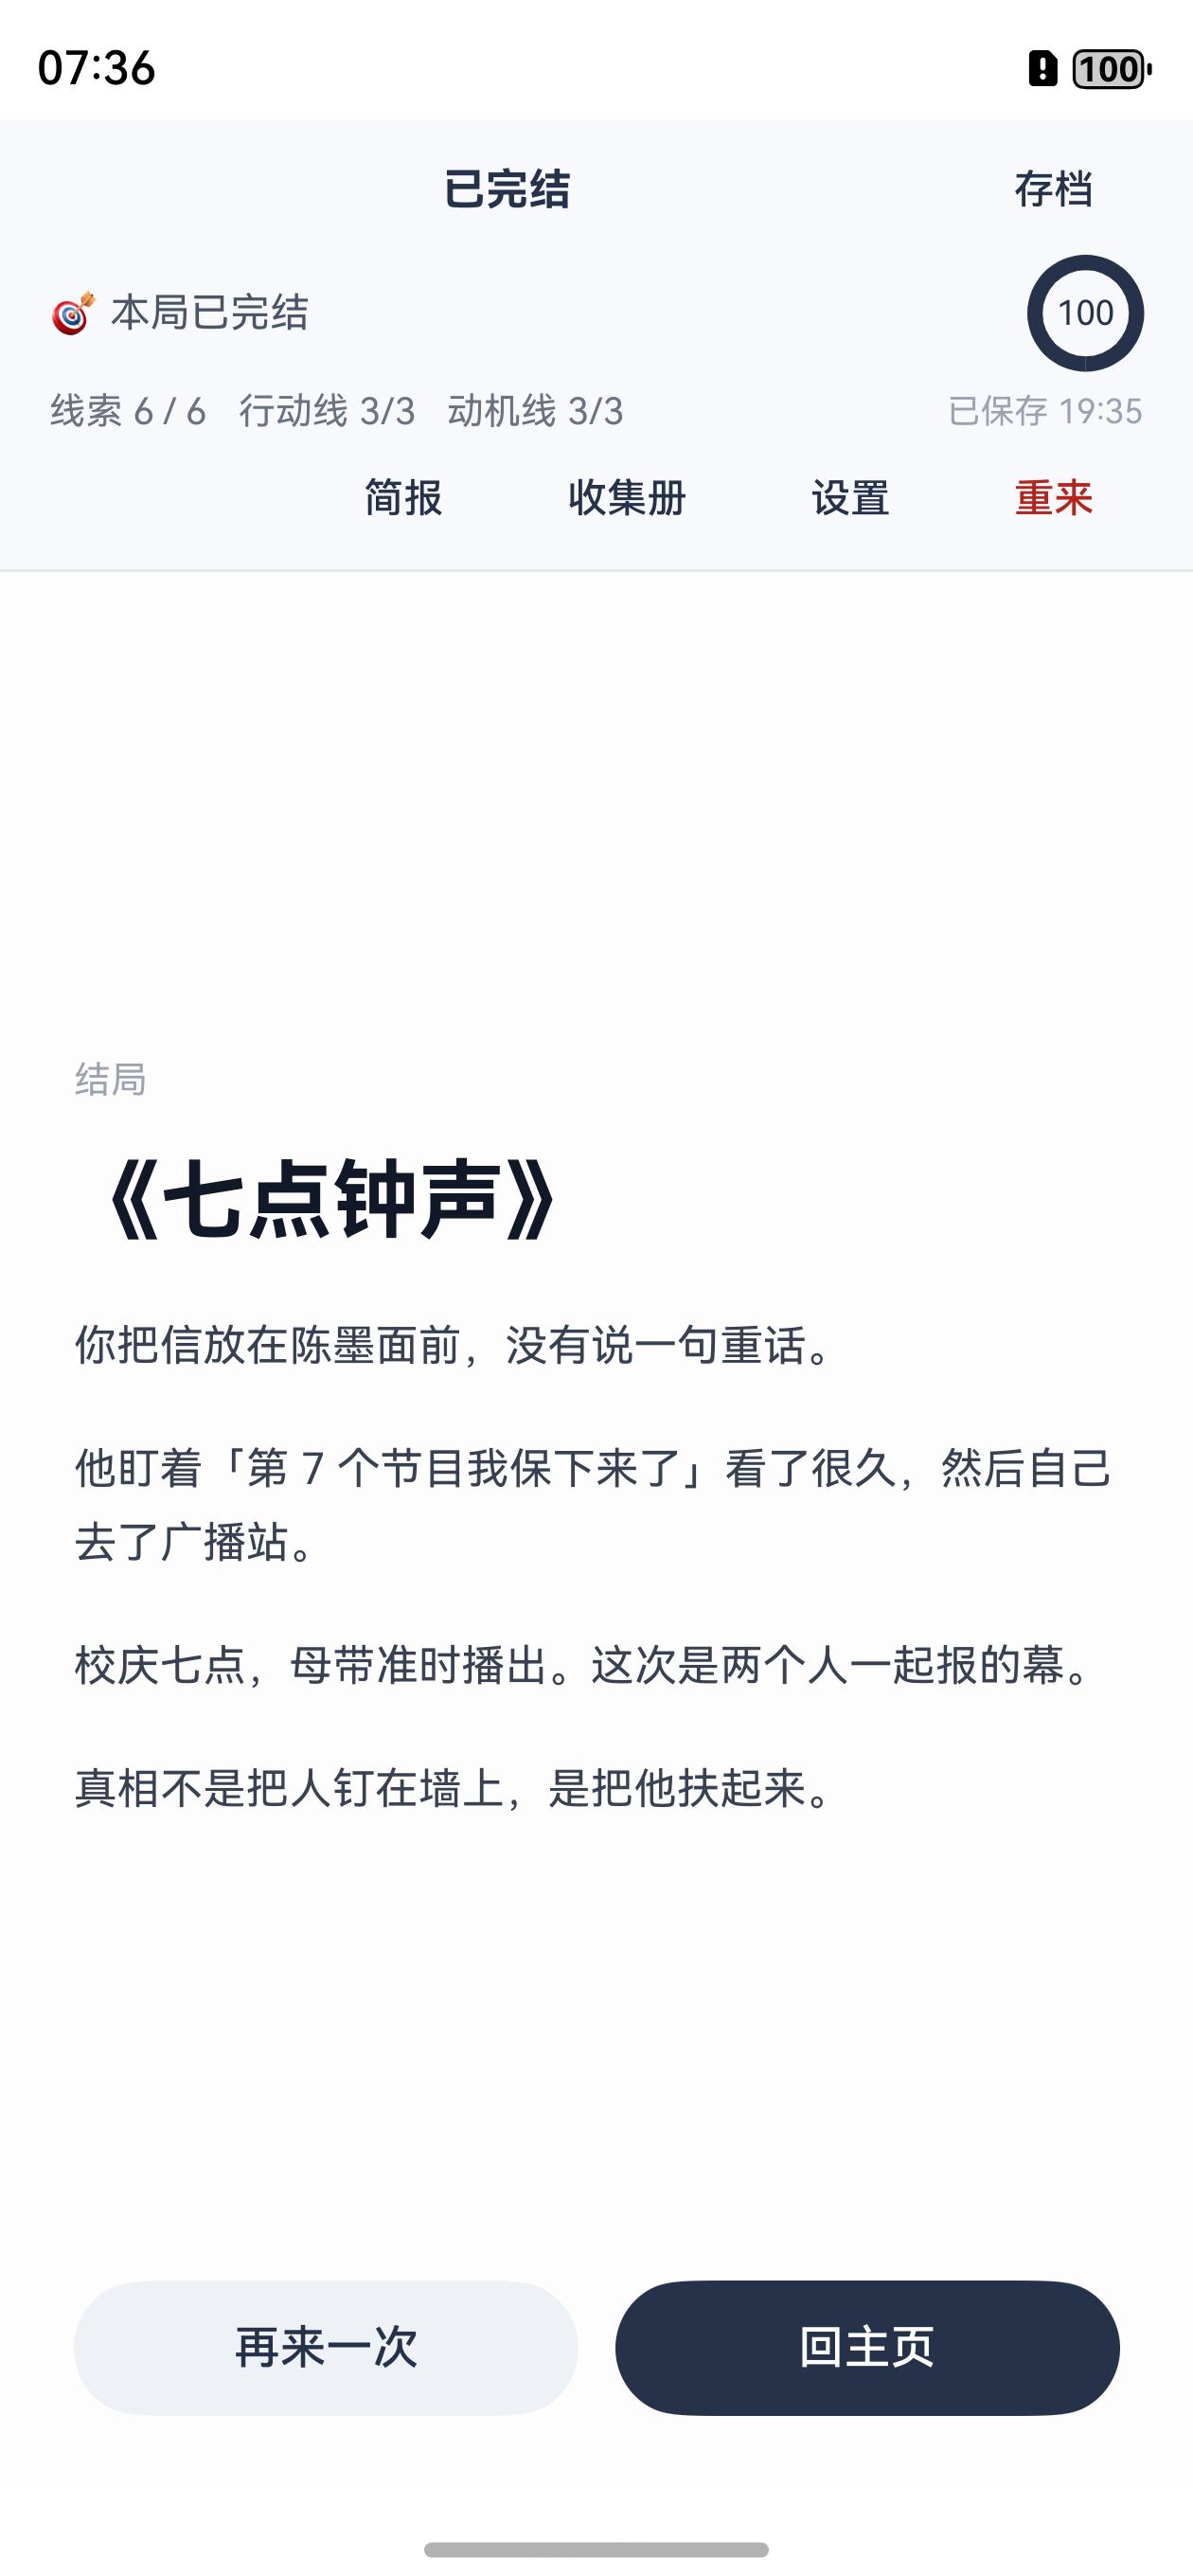 07:36
100
已完结
存档
本局已完结
100
线索 6 / 6 行动线 3/3 动机线 3/3
已保存 19:35
简报 收集册 设置 重来
结局
《七点钟声》
你把信放在陈墨面前，没有说一句重话。
他盯着「第 7 个节目我保下来了」看了很久，然后自己
去了广播站。
校庆七点，母带准时播出。这次是两个人一起报的幕。
真相不是把人钉在墙上，是把他扶起来。
再来一次
回主页